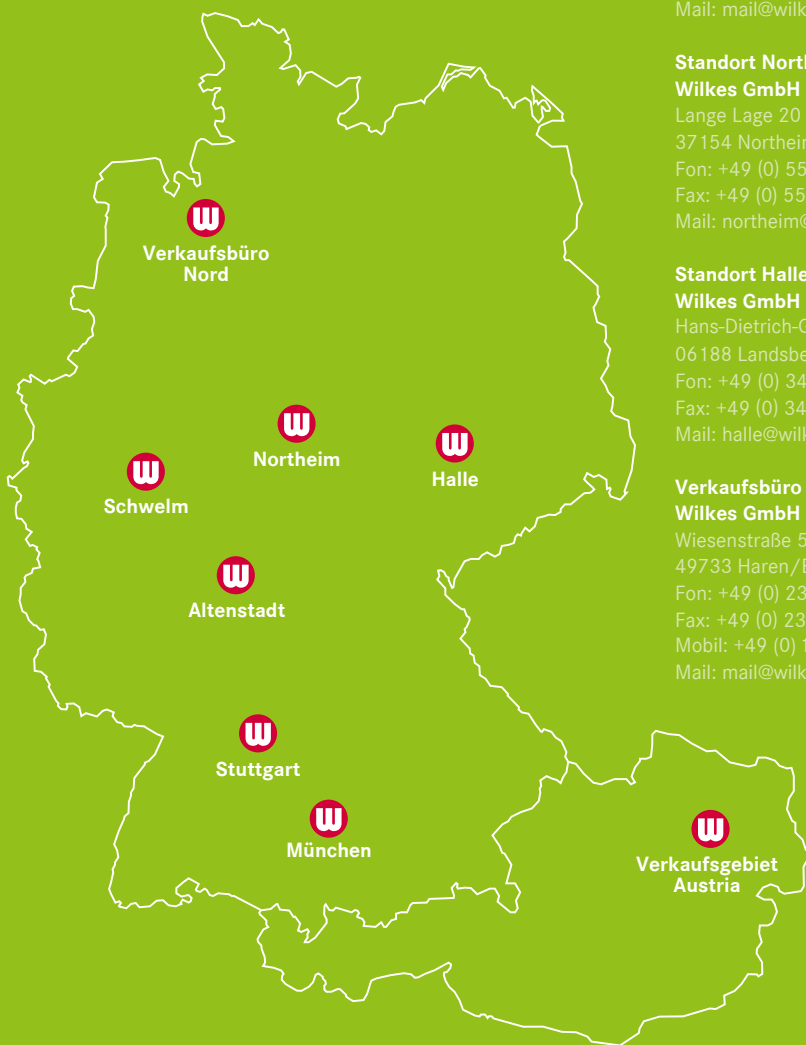 Mail: mail@wilk
Standort North
Wilkes GmbH
Lange Lage 20
37154 Northeim
Fon: +49 (0) 55
Fax: +49 (0) 55
Mail: northeim@
Standort Halle
Wilkes GmbH
Hans-Dietrich-
06188 Landsbe
Fon: +49 (0) 34
Fax: +49 (0) 34
Mail: halle@wilk
Verkaufsbüro
Wilkes GmbH
Wiesenstraße 5
49733 Haren/E
Fon: +49 (0) 23
Fax: +49 (0) 23
Mobil: +49 (0) 1
Mail: mail@wilk
W
Verkaufsbüro
Nord
W
Northeim
W
Halle
W
Schwelm
W
Altenstadt
W
Stuttgart
W
München
W
Verkaufsgebiet
Austria